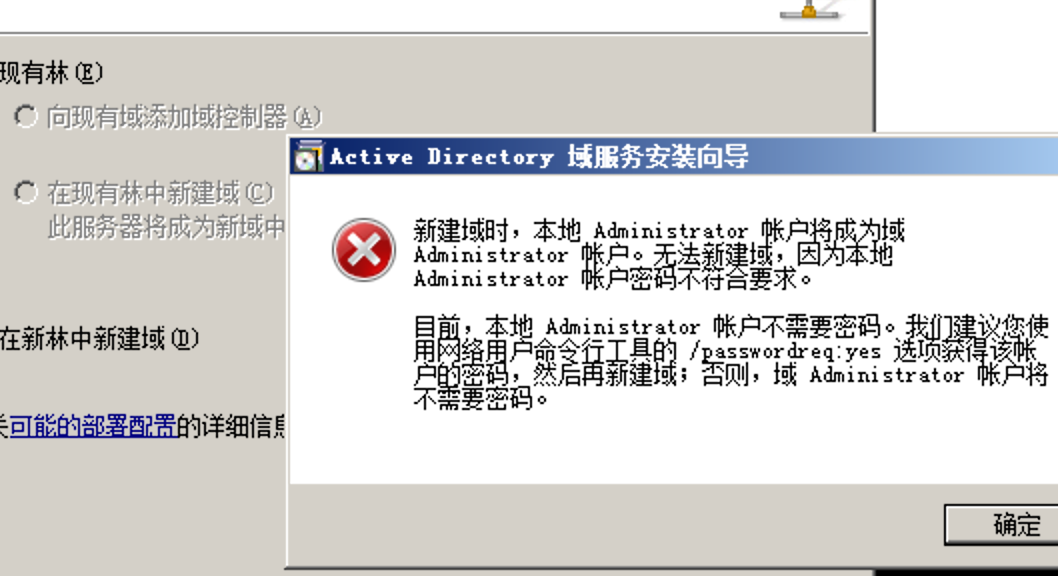 现有林(E)
向现有域添加域控制器(A)
Active Directory 域服务安装向导
在现有林中新建域(C)
此服务器将成为新域中
新建域时，本地 Administrator 帐户将成为域
Administrator 帐户。无法新建域，因为本地
Administrator 帐户密码不符合要求。
目前，本地 Administrator 帐户不需要密码。我们建议您使
用网络用户命令行工具的 /passwordreq:yes 选项获得该帐
户的密码，然后再新建域；否则，域 Administrator 帐户将
不需要密码。
在新林中新建域(D)
可能的部署配置的详细信息
确定